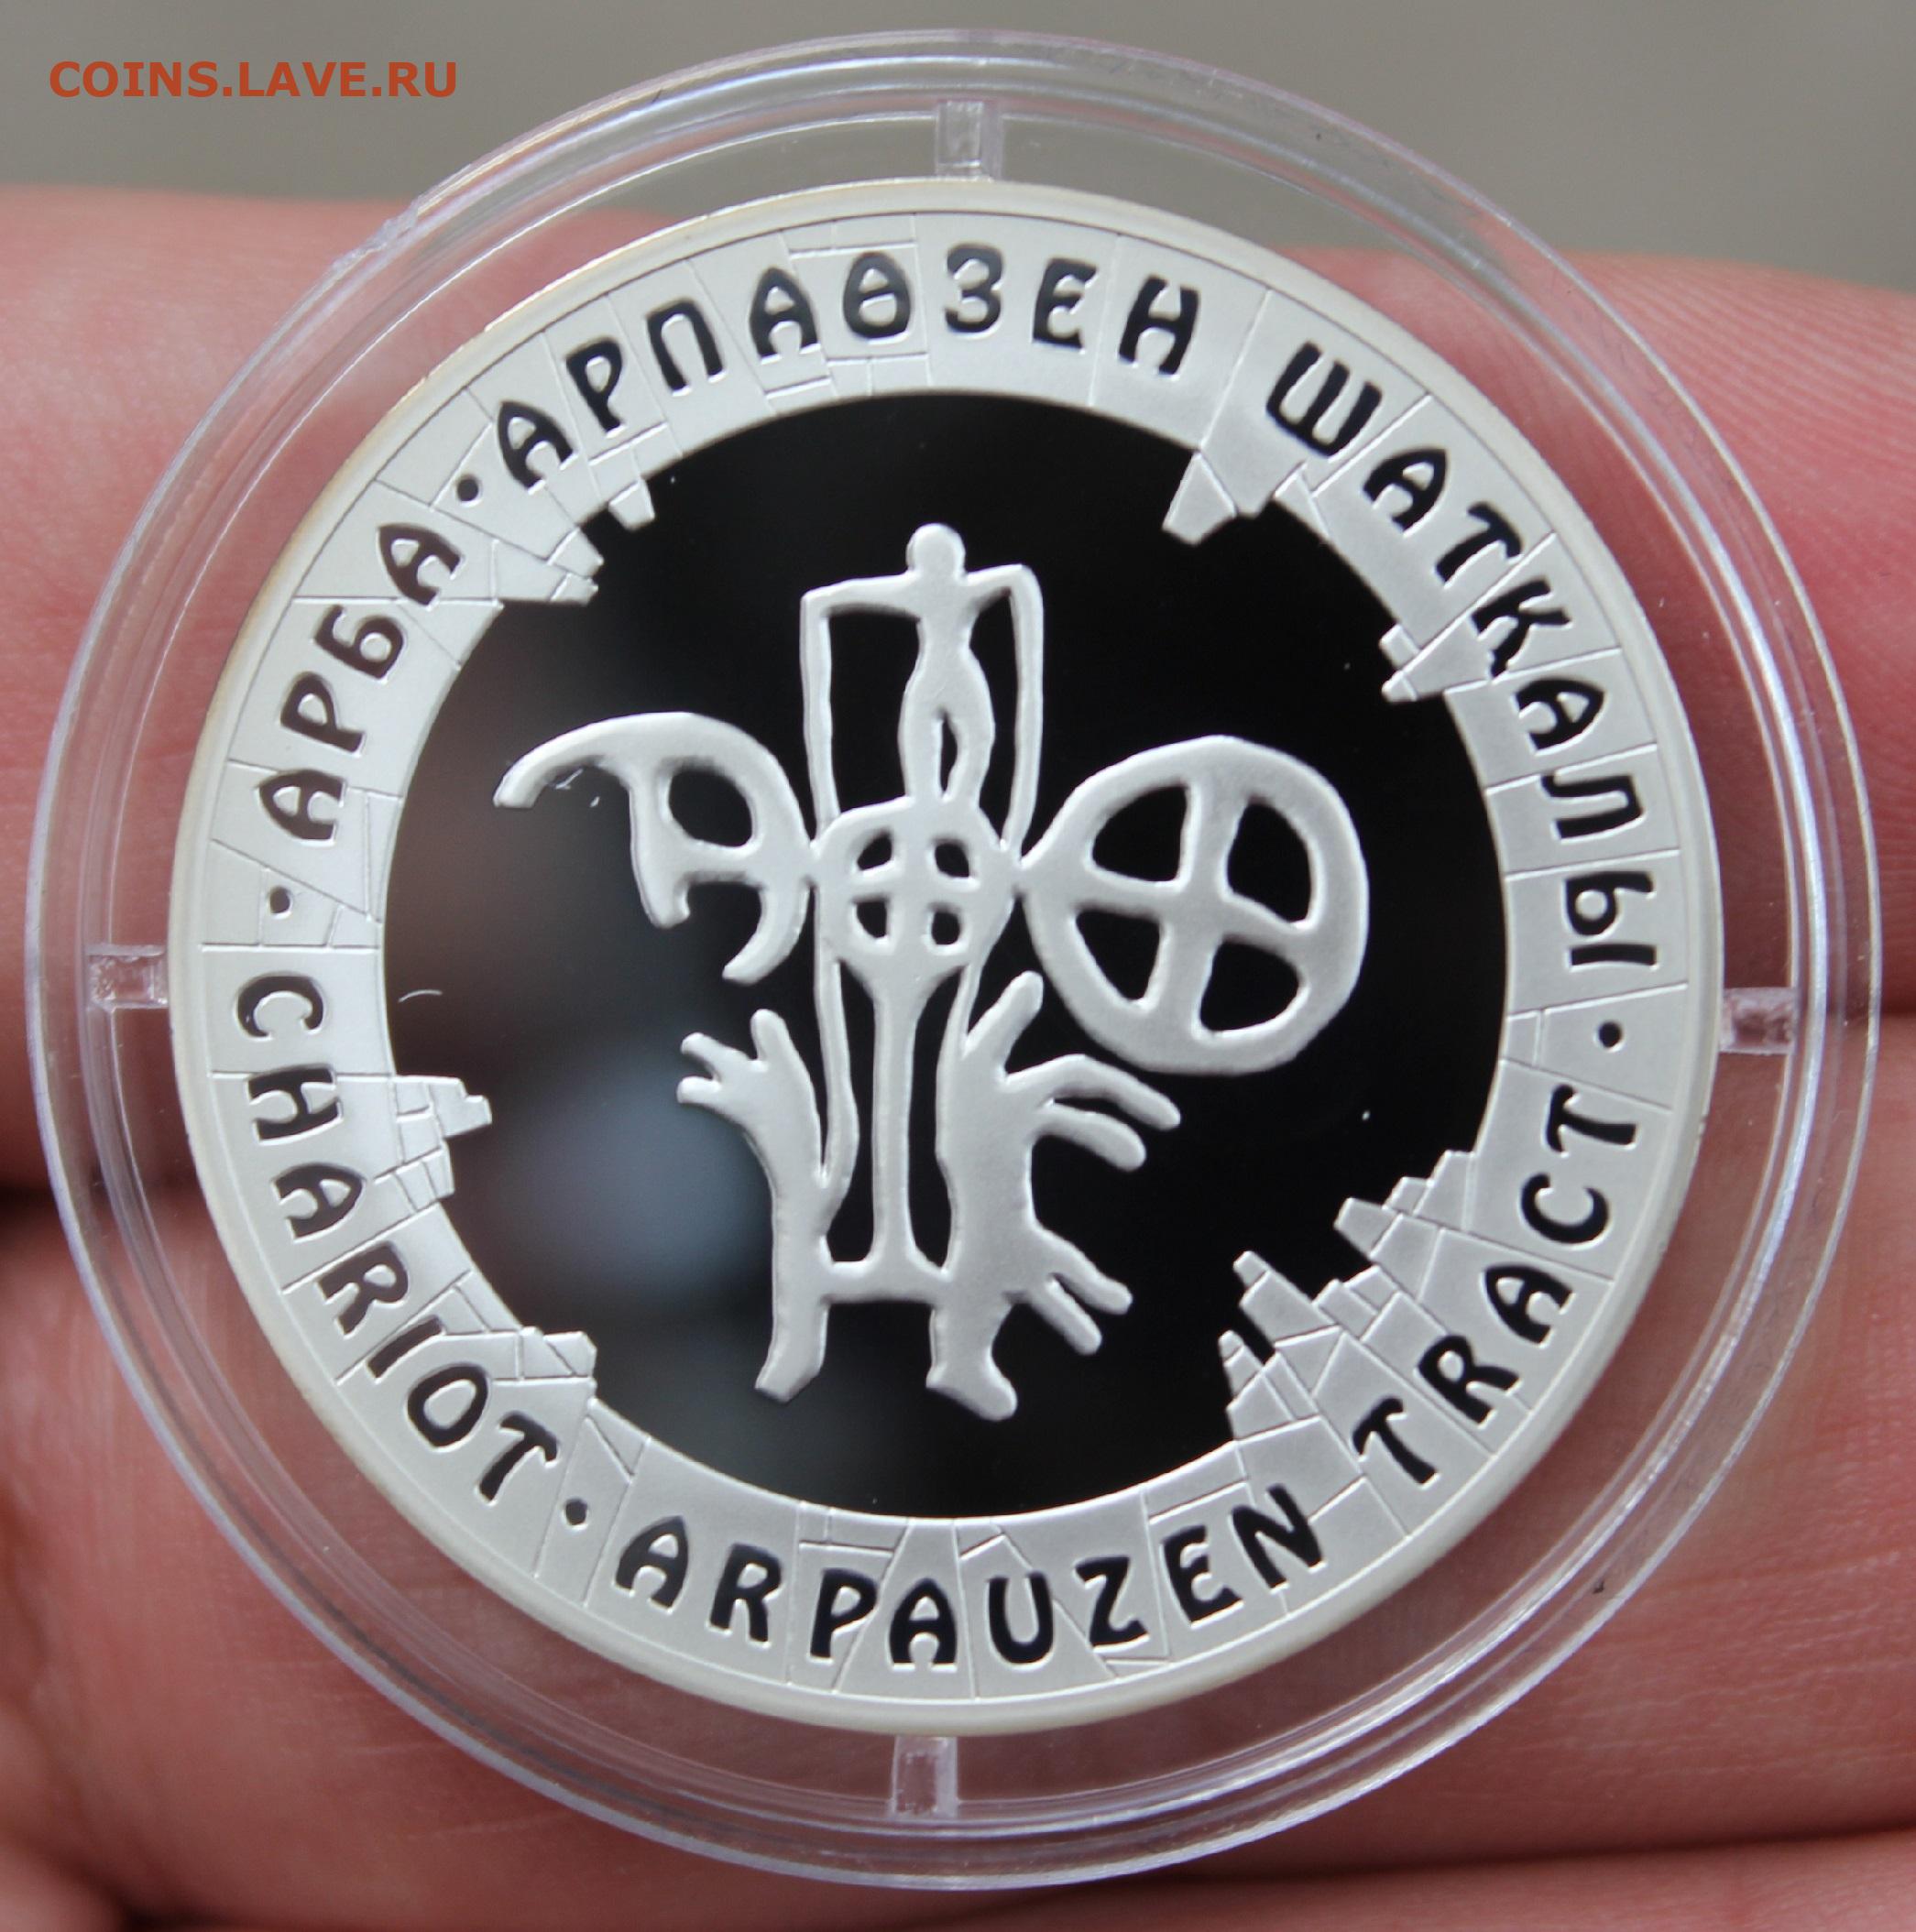 COINS.LAVE.RU
АРБА • АРПАӨЗЕН ШАТҚАЛЫ •
CHARIOT • ARPAUZEN TRACT •